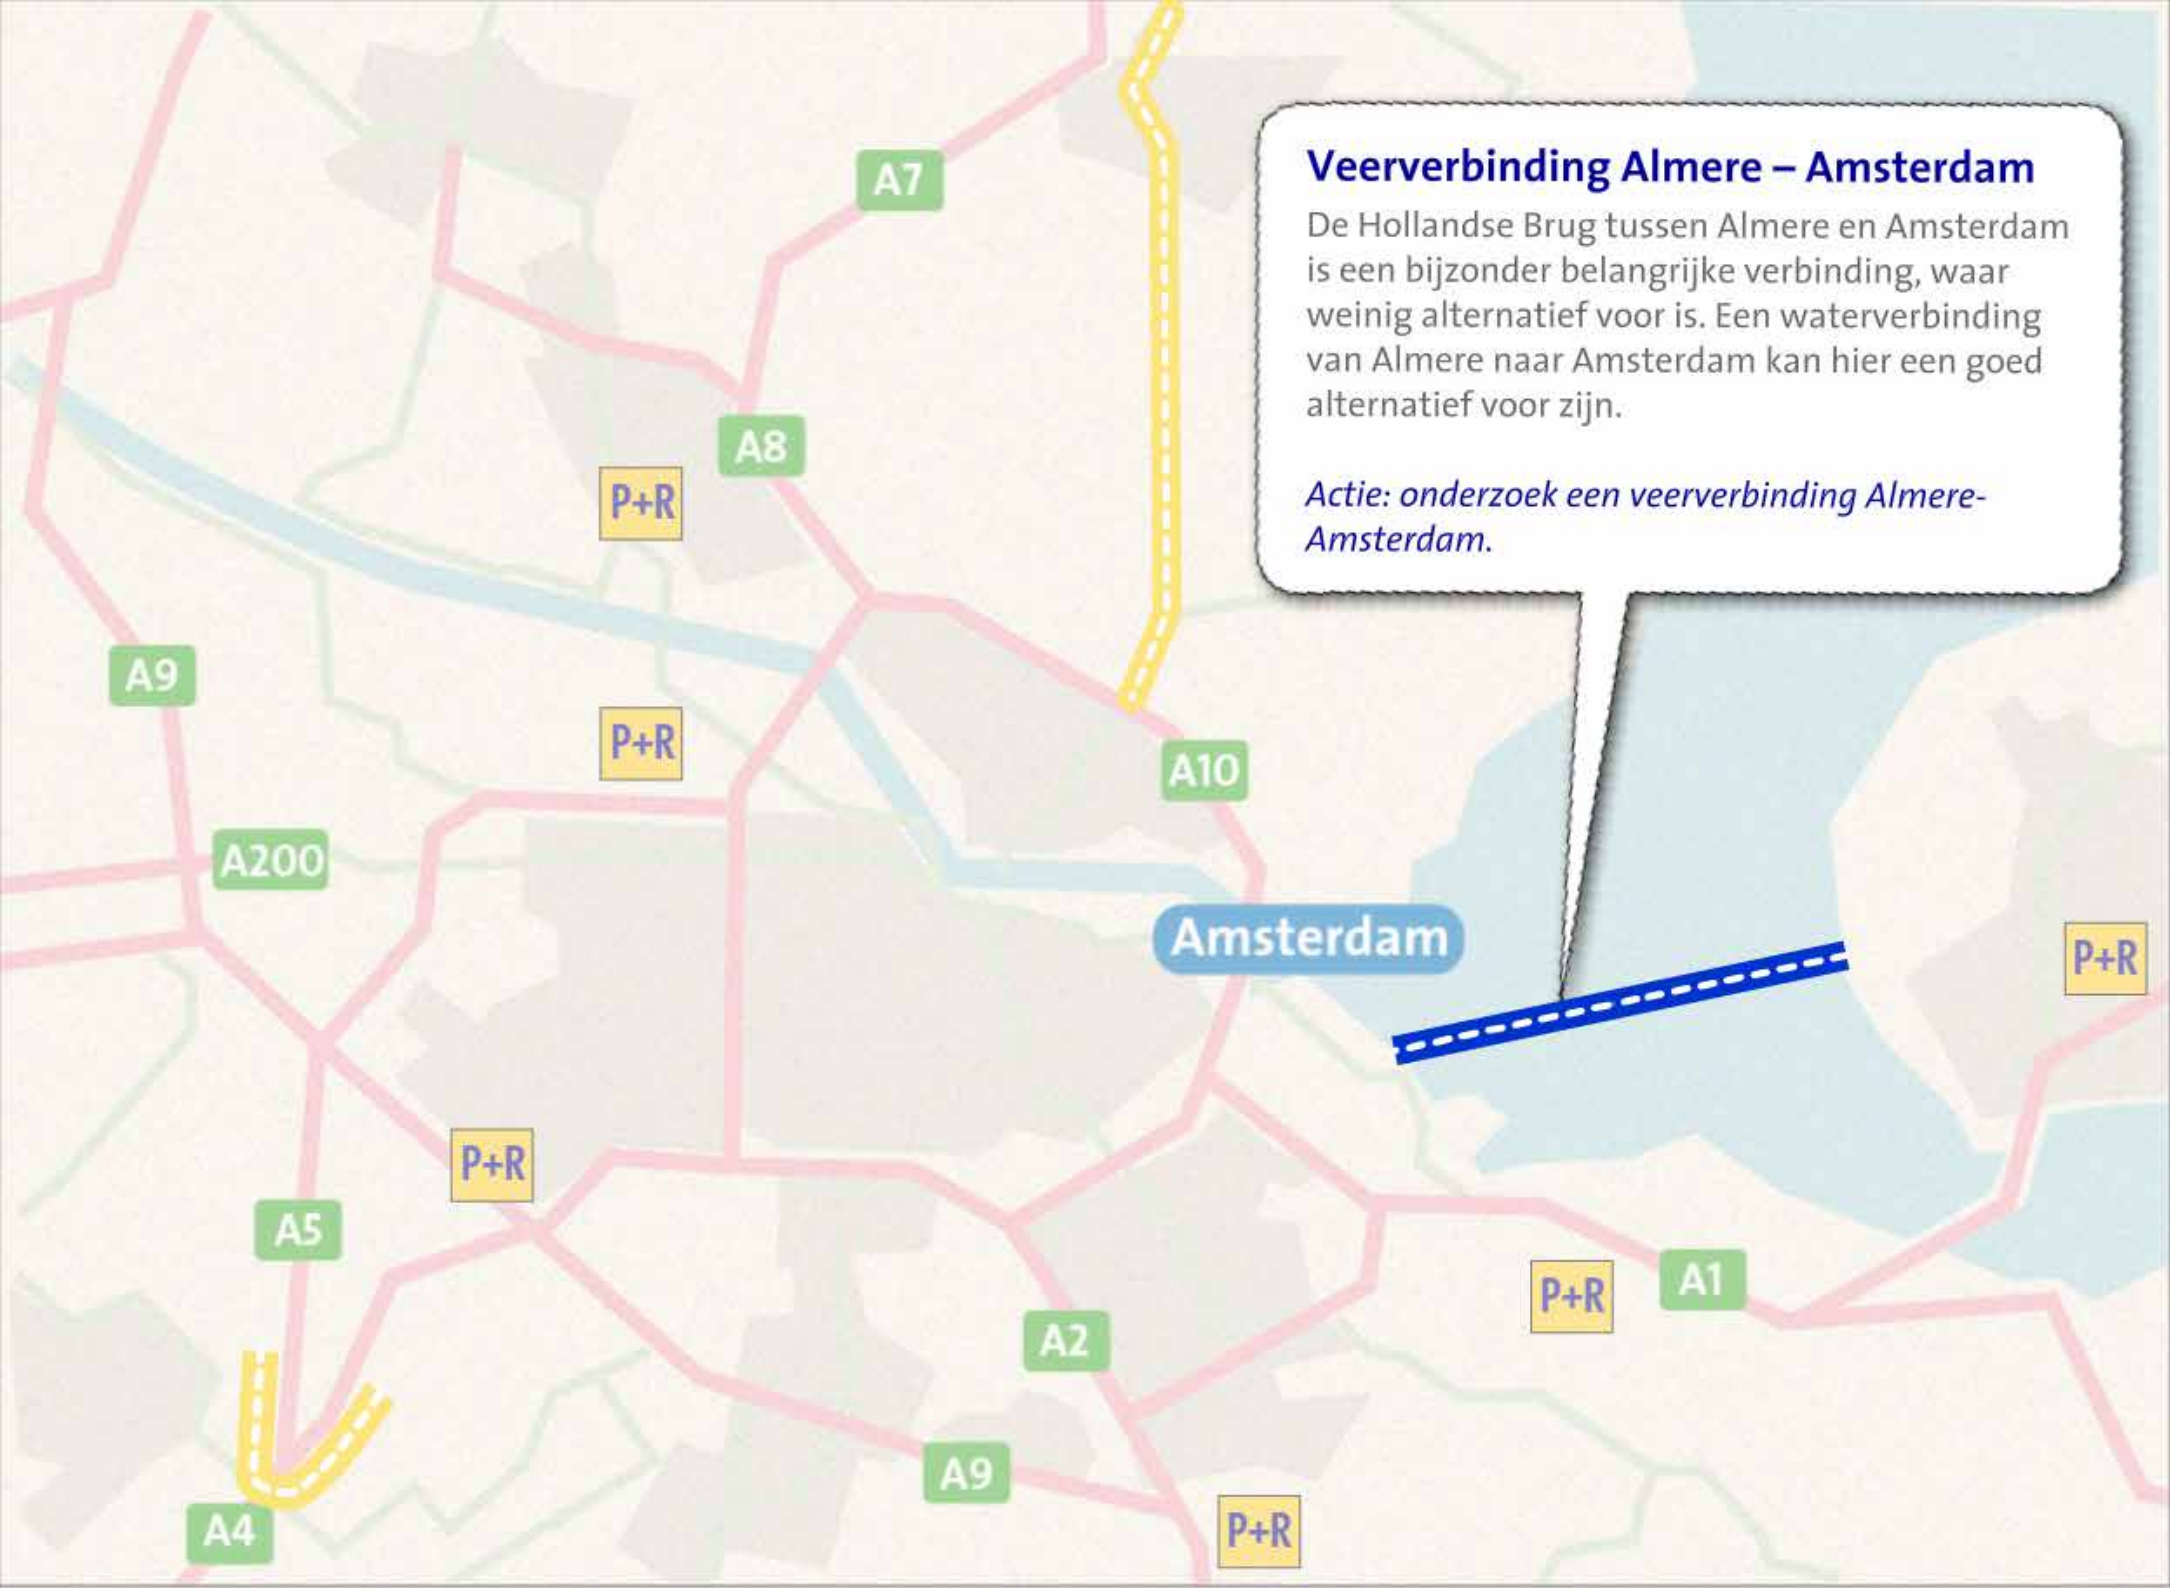 A7
Veerverbinding Almere – Amsterdam
De Hollandse Brug tussen Almere en Amsterdam
is een bijzonder belangrijke verbinding, waar
weinig alternatief voor is. Een waterverbinding
van Almere naar Amsterdam kan hier een goed
alternatief voor zijn.
Actie: onderzoek een veerverbinding Almere-
Amsterdam.
A8
P+R
A9
P+R
A10
A200
Amsterdam
P+R
P+R
A5
A1
P+R
A2
A9
A4
P+R